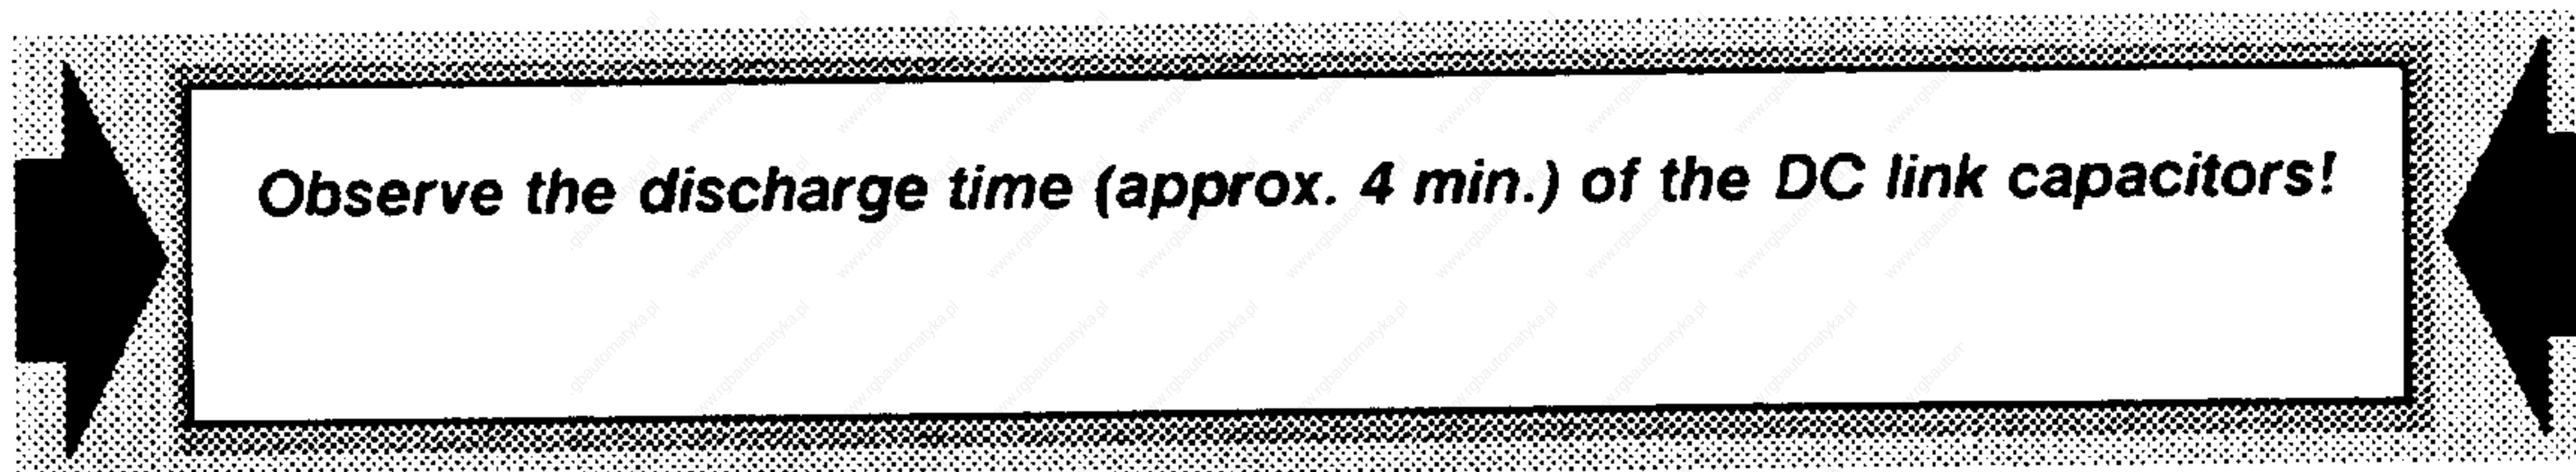 Observe the discharge time (approx. 4 min.) of the DC link capacitors!